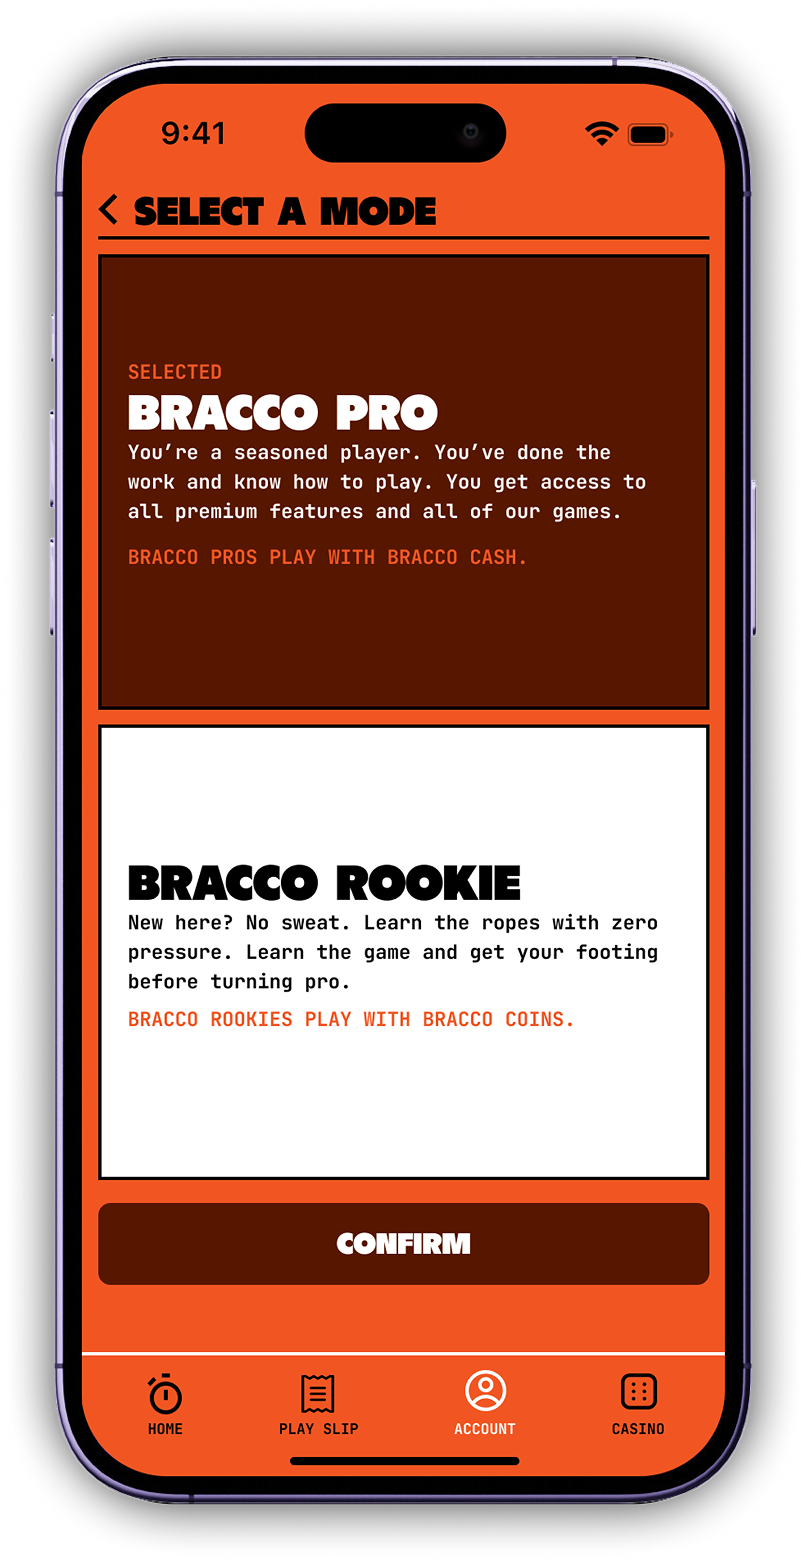 9:41
SELECT A MODE
SELECTED
BRACCO PRO
You’re a seasoned player. You’ve done the
work and know how to play. You get access to
all premium features and all of our games.
BRACCO PROS PLAY WITH BRACCO CASH.
BRACCO ROOKIE
New here? No sweat. Learn the ropes with zero
pressure. Learn the game and get your footing
before turning pro.
BRACCO ROOKIES PLAY WITH BRACCO COINS.
CONFIRM
HOME PLAY SLIP ACCOUNT CASINO